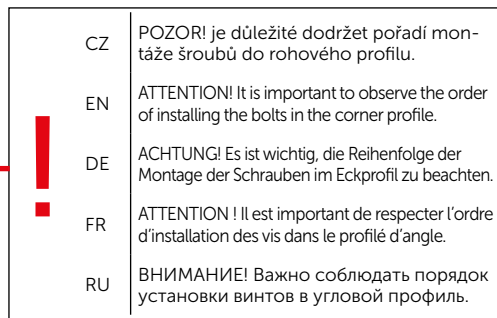 !
CZ
POZOR! je důležité dodržet pořadí mon-
táže šroubů do rohového profilu.
EN
ATTENTION! It is important to observe the order
of installing the bolts in the corner profile.
DE
ACHTUNG! Es ist wichtig, die Reihenfolge der
Montage der Schrauben im Eckprofil zu beachten.
FR
ATTENTION ! Il est important de respecter l'ordre
d'installation des vis dans le profilé d'angle.
RU
ВНИМАНИЕ! Важно соблюдать порядок
установки винтов в угловой профиль.